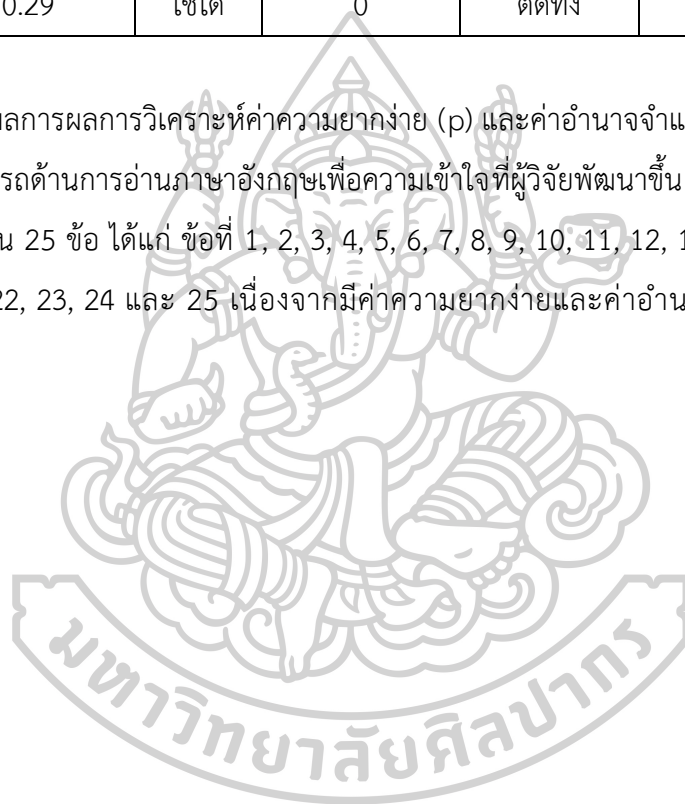 0.29 ใช้ได้ 0 ตัดทิ้ง
ผลการผลการวิเคราะห์ค่าความยากง่าย (p) และค่าอำนาจจำแ
รถด้านการอ่านภาษาอังกฤษเพื่อความเข้าใจที่ผู้วิจัยพัฒนาขึ้น
น 25 ข้อ ได้แก่ ข้อที่ 1, 2, 3, 4, 5, 6, 7, 8, 9, 10, 11, 12, 1
22, 23, 24 และ 25 เนื่องจากมีค่าความยากง่ายและค่าอำน
มหาวิทยาลัยศิลปากร